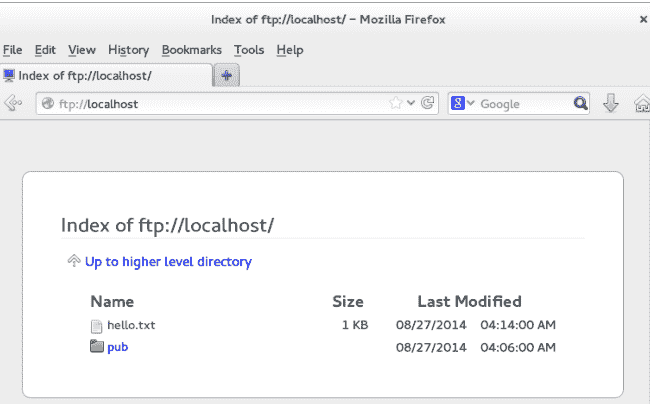 Index of ftp://localhost/ – Mozilla Firefox ×
File Edit View History Bookmarks Tools Help
Index of ftp://localhost/
ftp://localhost 8 Google
Index of ftp://localhost/
Up to higher level directory
Name Size Last Modified
hello.txt 1 KB 08/27/2014 04:14:00 AM
pub 08/27/2014 04:06:00 AM